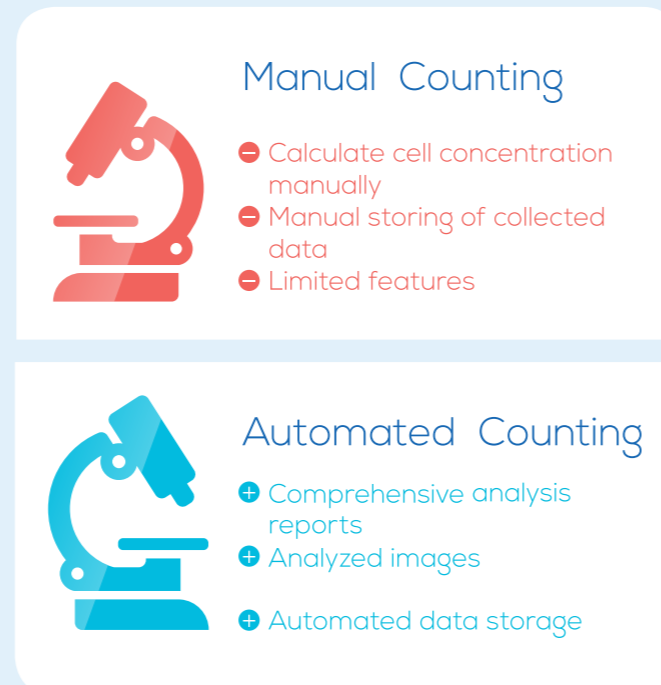 Manual Counting
Calculate cell concentration
manually
Manual storing of collected
data
Limited features
Automated Counting
Comprehensive analysis
reports
Analyzed images
Automated data storage